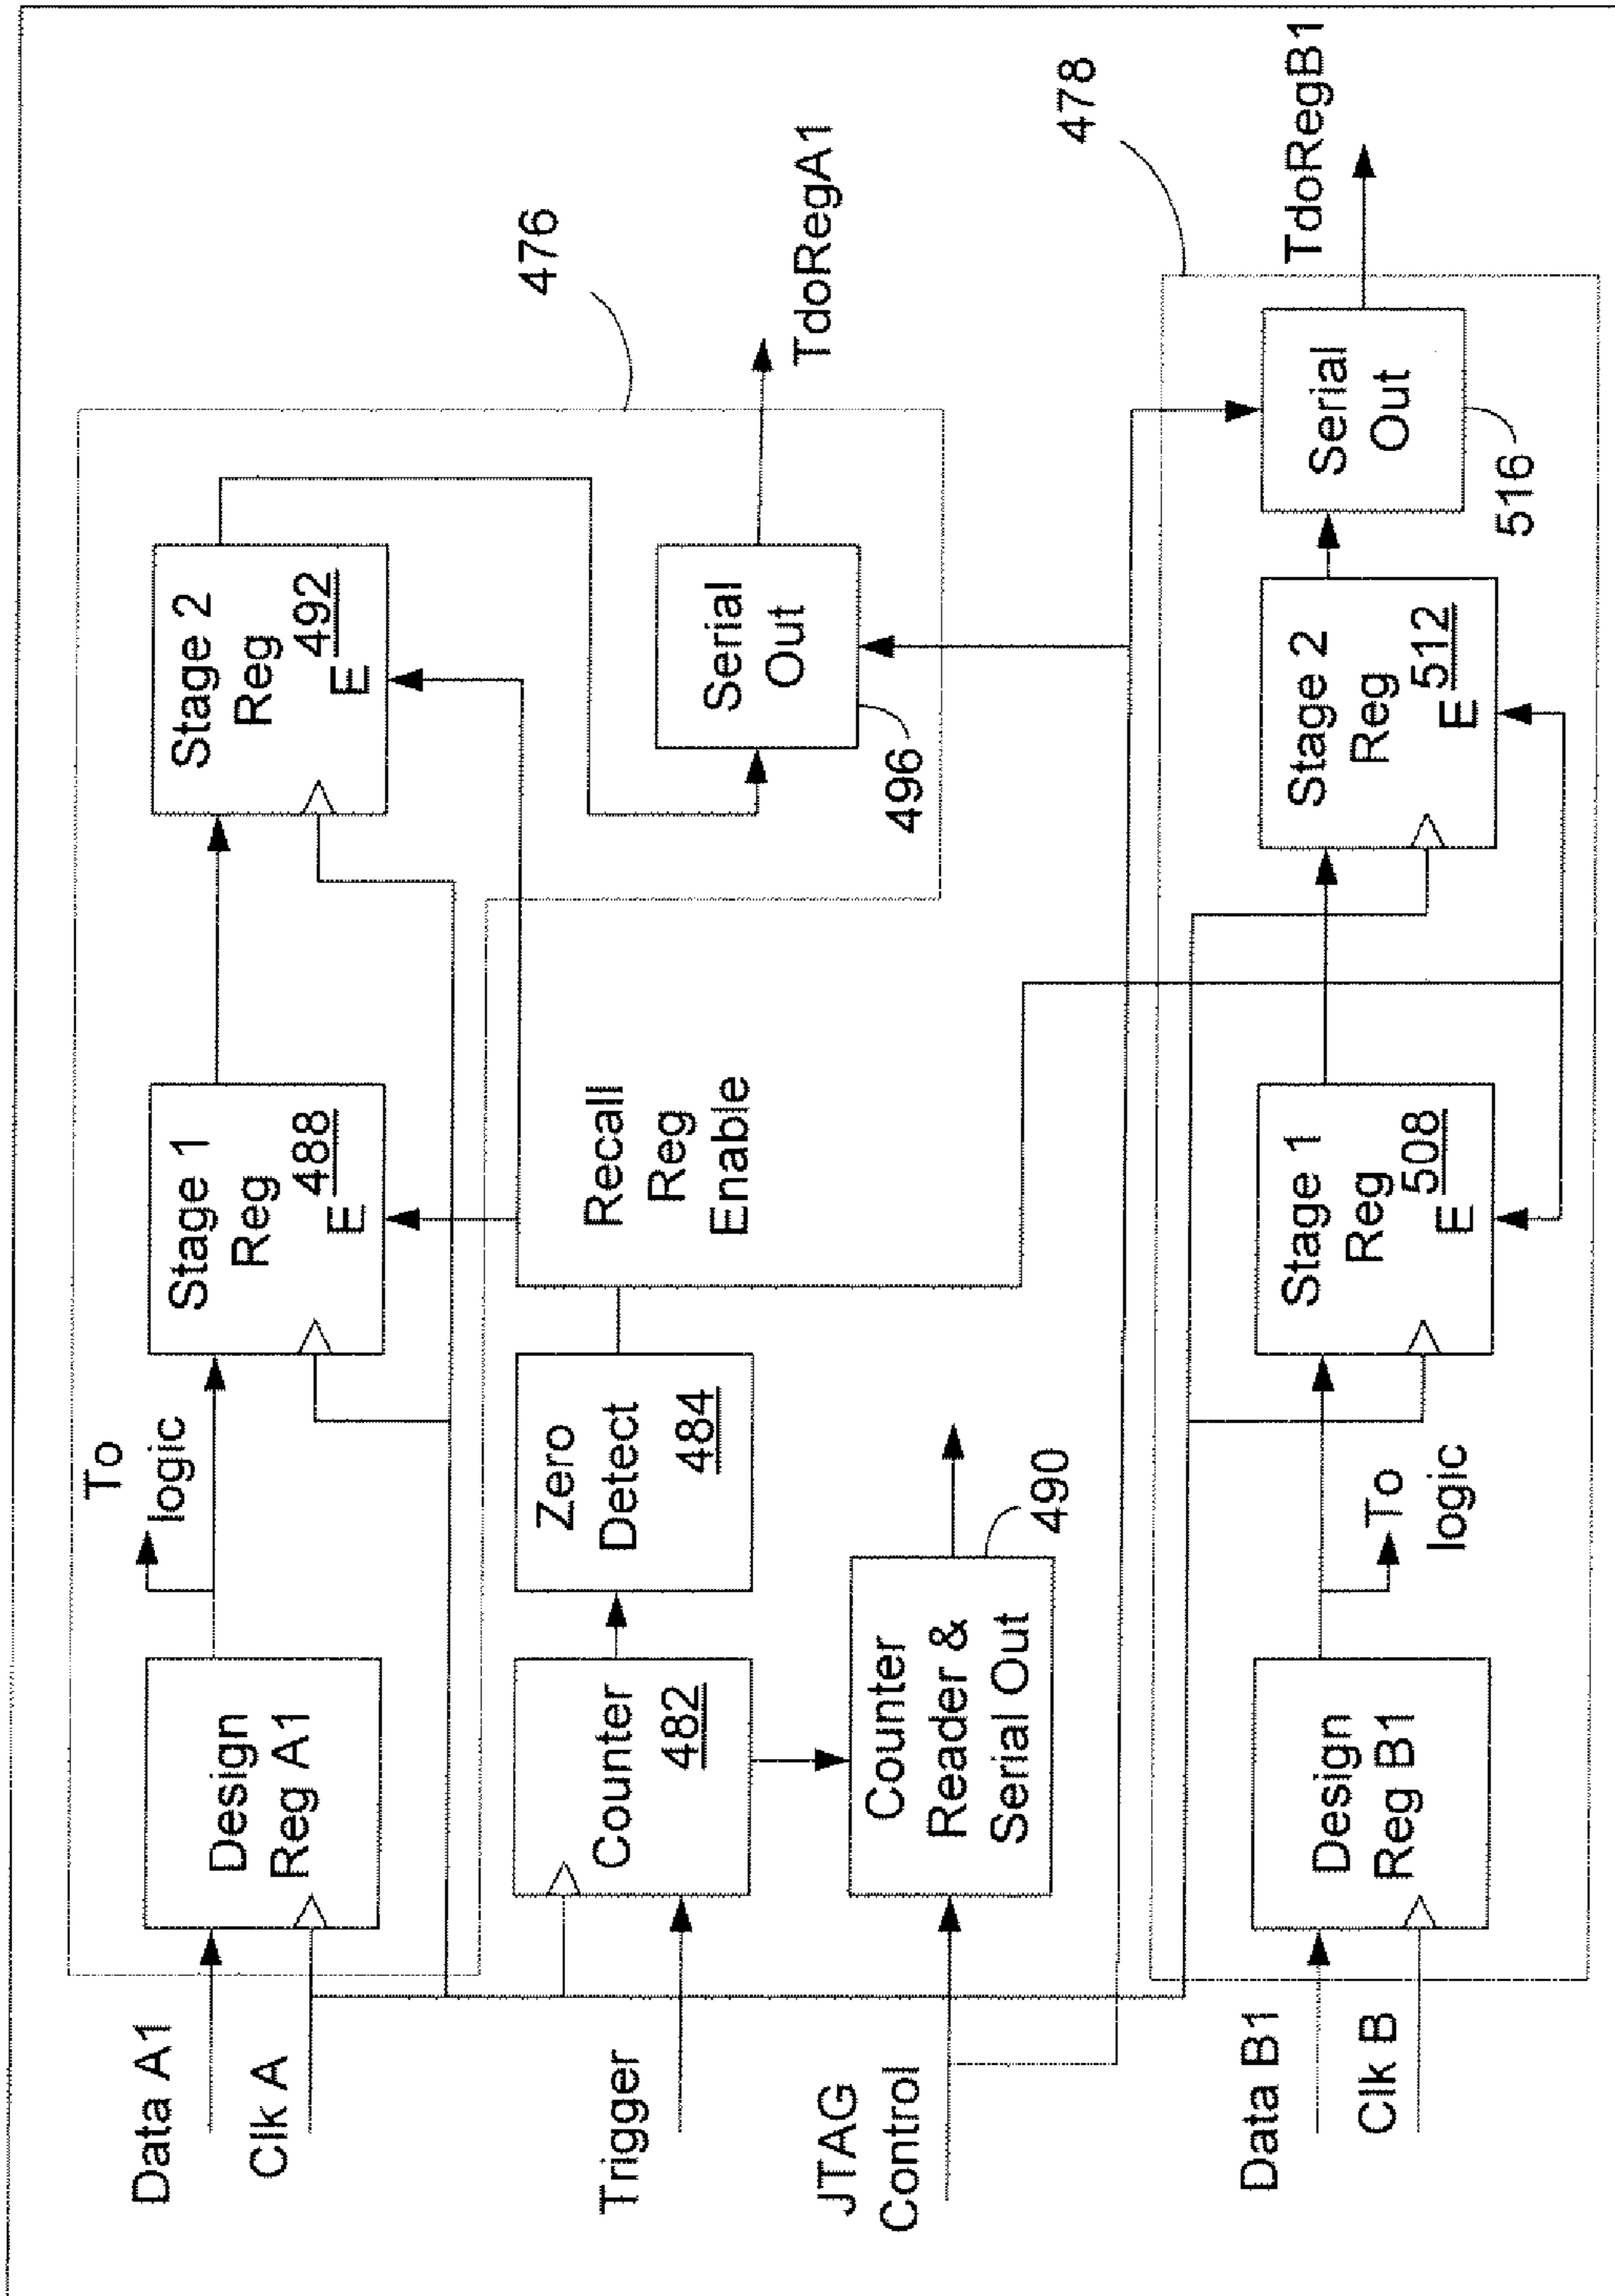 Data A1
Clk A
Trigger
JTAG
Control
Data B1
Clk B
Design
Reg A1
To
logic
Stage 1
Reg
488
E
Stage 2
Reg
492
E
476
Counter
482
Zero
Detect
484
Recall
Reg
Enable
Serial
Out
496
TdoRegA1
Counter
Reader &
Serial Out
490
Design
Reg B1
To
logic
Stage 1
Reg
508
E
Stage 2
Reg
512
E
Serial
Out
516
478
TdoRegB1